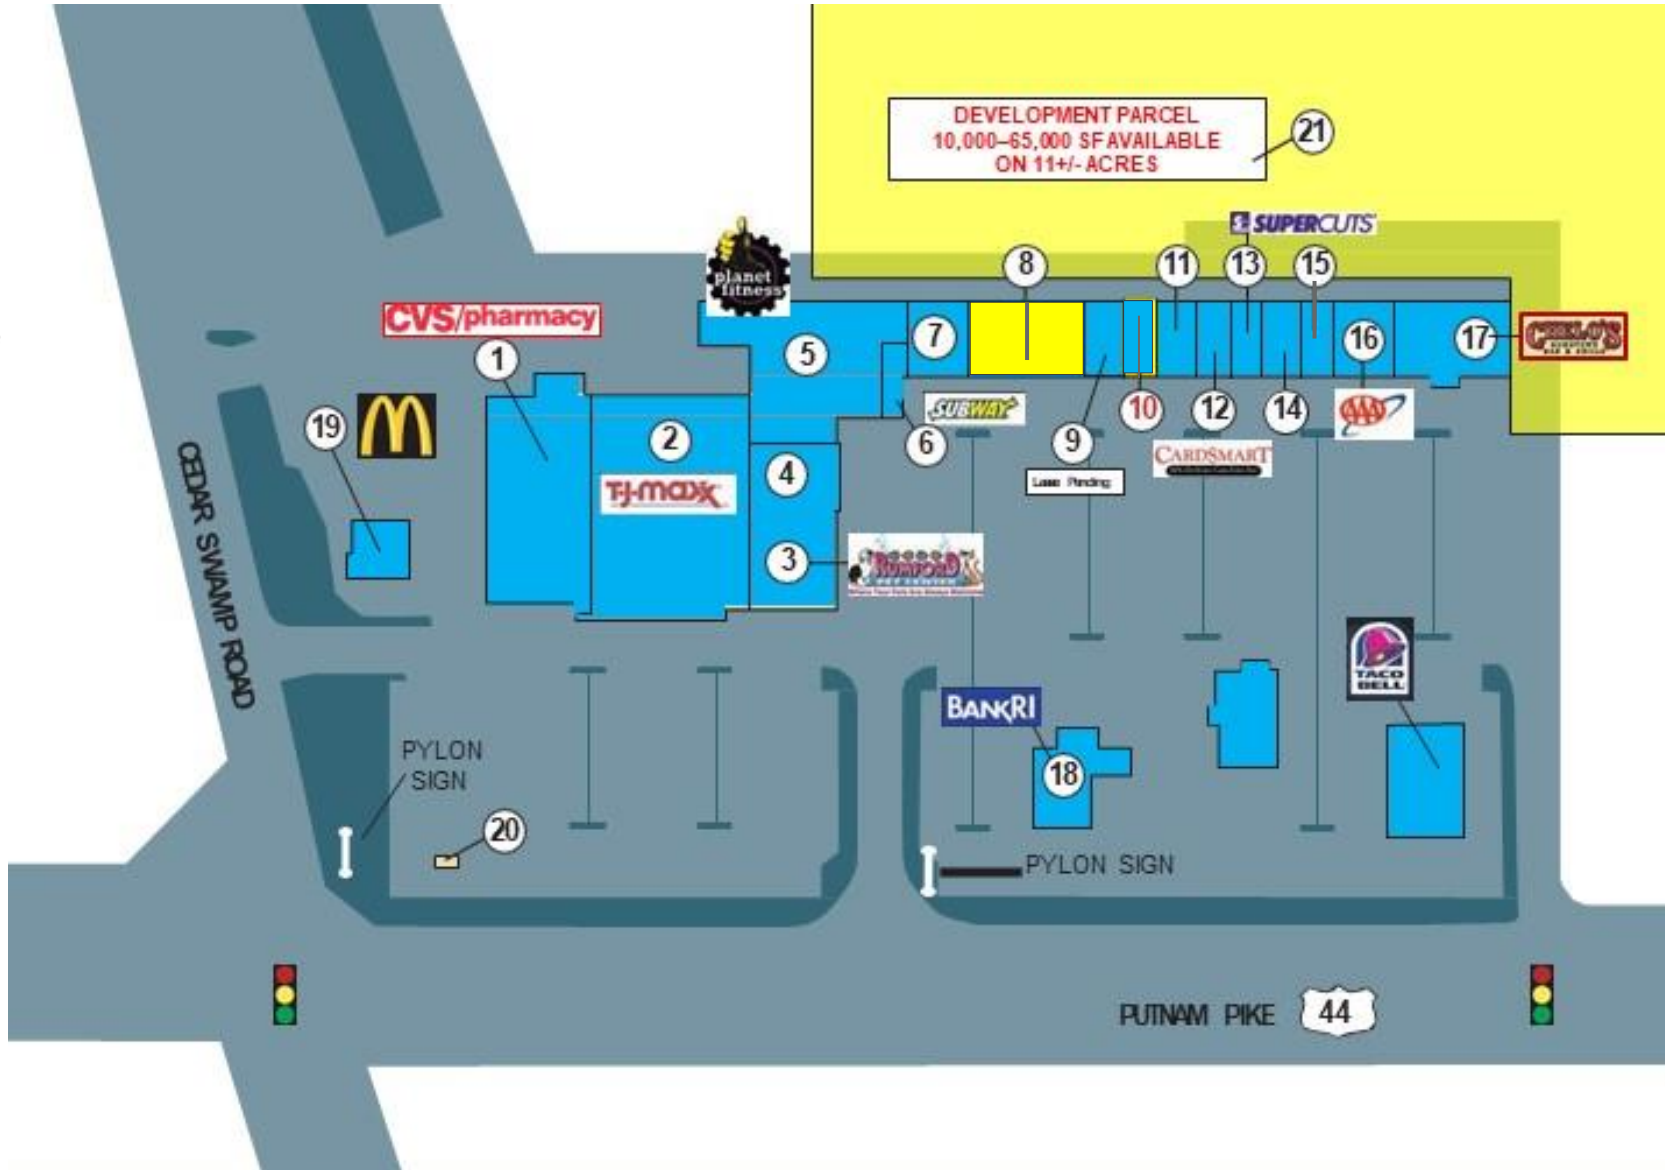 DEVELOPMENT PARCEL
10,000–65,000 SF AVAILABLE
ON 11+/- ACRES
21
SUPERCUTS
planet
fitness
8
11
13
15
CVS/pharmacy
1
5
7
16
17
CHELO'S
19
2
SUBWAY
6
9
10
12
14
AAA
CARDSMART
4
T·J·maxx
Lease Pending
3
RUMFORD
PET CENTER
CEDAR SWAMP ROAD
TACO
BELL
BANKRI
18
PYLON
SIGN
20
PYLON SIGN
PUTNAM PIKE 44